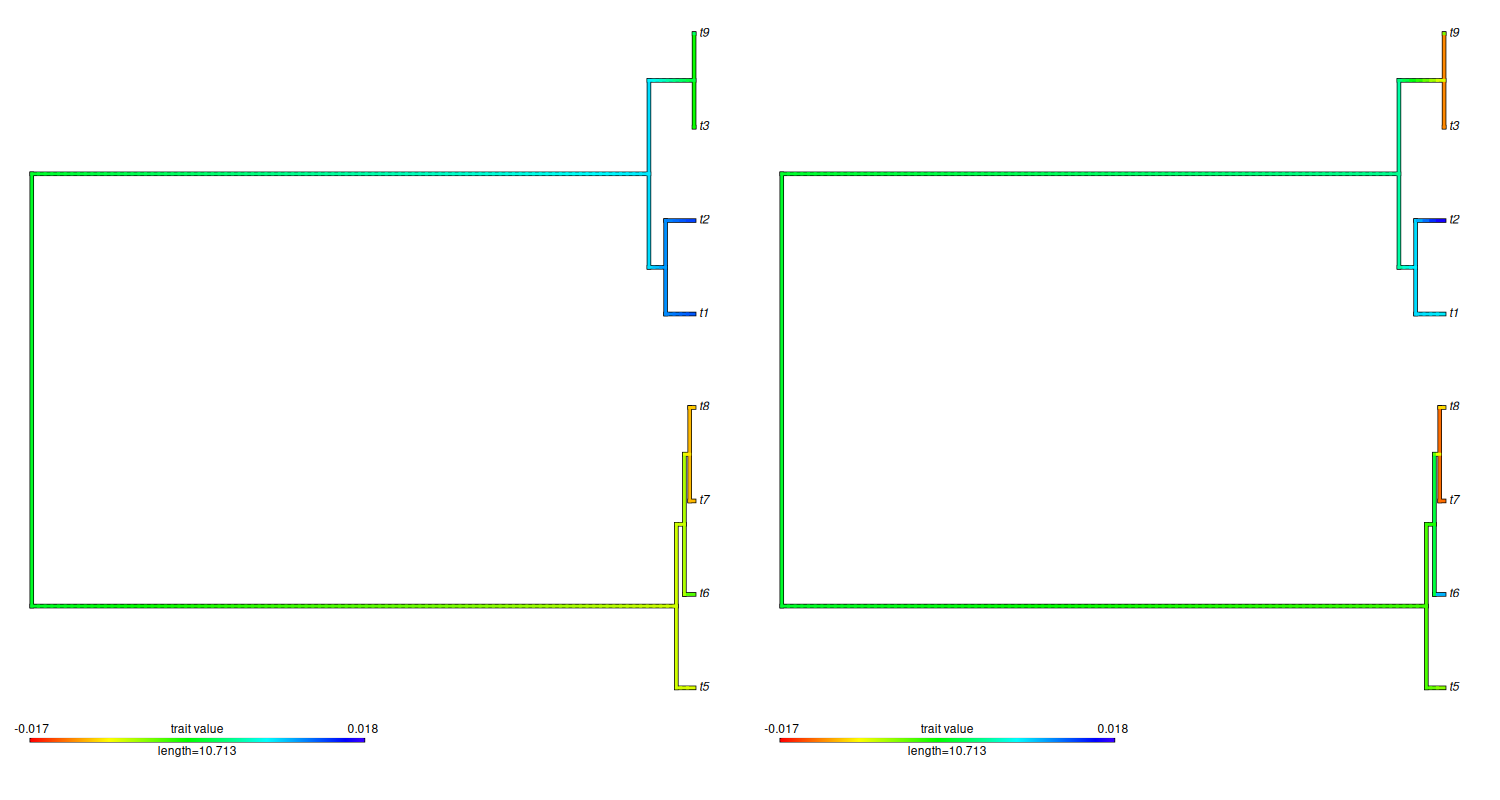 t9
t3
t2
t1
t8
t7
t6
t5
-0.017 trait value 0.018
length=10.713
t9
t3
t2
t1
t8
t7
t6
t5
-0.017 trait value 0.018
length=10.713